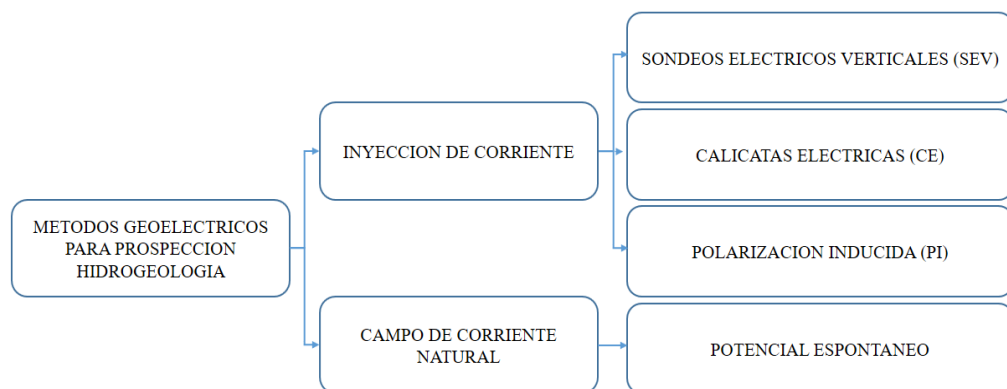 SONDEOS ELECTRICOS VERTICALES (SEV)
INYECCION DE CORRIENTE
CALICATAS ELECTRICAS (CE)
METODOS GEOELECTRICOS
PARA PROSPECCION
HIDROGEOLOGIA
POLARIZACION INDUCIDA (PI)
CAMPO DE CORRIENTE
NATURAL
POTENCIAL ESPONTANEO